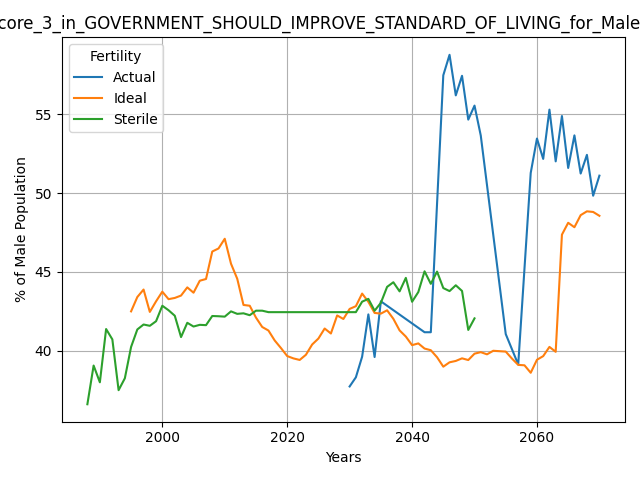 core_3_in_GOVERNMENT_SHOULD_IMPROVE_STANDARD_OF_LIVING_for_Male
Fertility
Actual
Ideal
Sterile
% of Male Population
55
50
45
40
2000 2020 2040 2060
Years